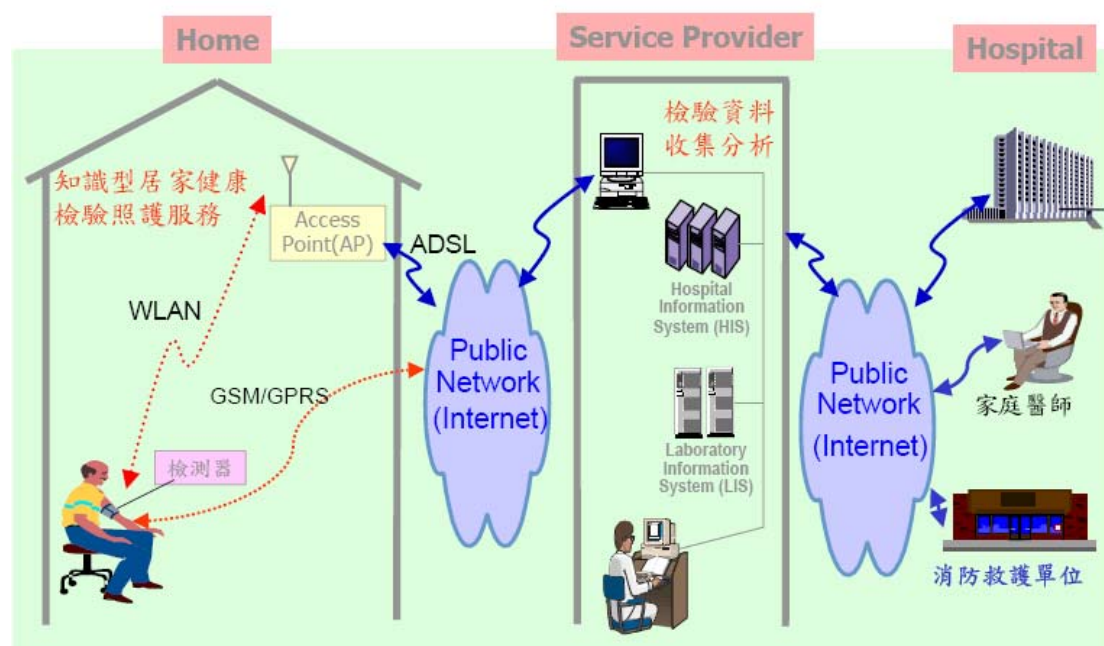 Home
Service Provider
Hospital
知識型居家健康
檢驗照護服務
Access
Point(AP)
ADSL
WLAN
GSM/GPRS
檢測器
Public
Network
(Internet)
檢驗資料
收集分析
Hospital
Information
System (HIS)
Laboratory
Information
System (LIS)
Public
Network
(Internet)
家庭醫師
消防救護單位